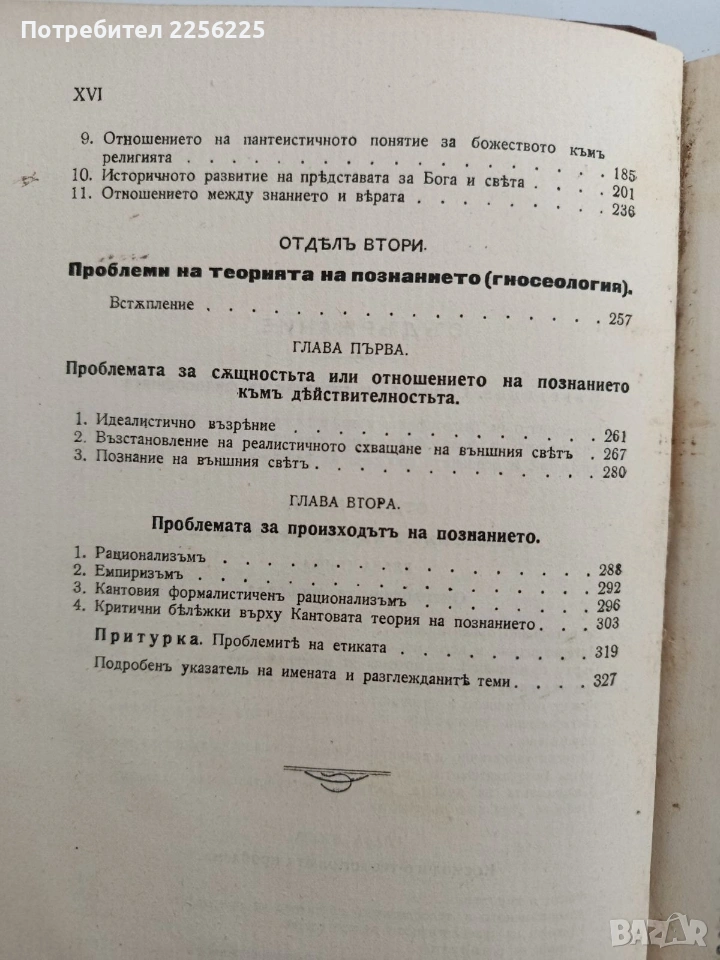 Потребител 2256225
XVI
9. Отношението на пантеистичното понятие за божеството къмъ
религията . . . . . . . . . . . . . . . 185
10. Историчното развитие на прѣдставата за Бога и свѣта . . . . 201
11. Отношението между знанието и вѣрата . . . . . . . . 236
ОТДѢЛЪ ВТОРИ.
Проблеми на теорията на познанието (гносеология).
Встѫпление . . . . . . . . . . . . . . . 257
ГЛАВА ПЪРВА.
Проблемата за сѫщностьта или отношението на познанието
къмъ дѣйствителностьта.
1. Идеалистично възрѣние . . . . . . . . . . . 261
2. Възстановление на реалистичното схващане на външния свѣтъ . 267
3. Познание на външния свѣтъ . . . . . . . . . . 280
ГЛАВА ВТОРА.
Проблемата за произходътъ на познанието.
1. Рационализъмъ . . . . . . . . . . . . . 288
2. Емпиризъмъ . . . . . . . . . . . . . . 292
3. Кантовия формалистиченъ рационализъмъ . . . . . . 296
4. Критични бѣлежки върху Кантовата теория на познанието . . 303
Притурка. Проблемитѣ на етиката . . . . . . . . 319
Подробенъ указатель на имената и разглежданитѣ теми . . . 327
BAZAR